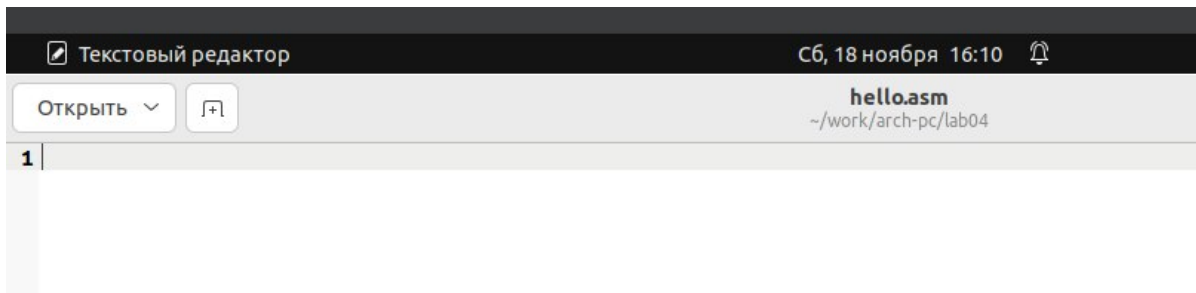 Текстовый редактор
Сб, 18 ноября 16:10
Открыть
hello.asm
~/work/arch-pc/lab04
1